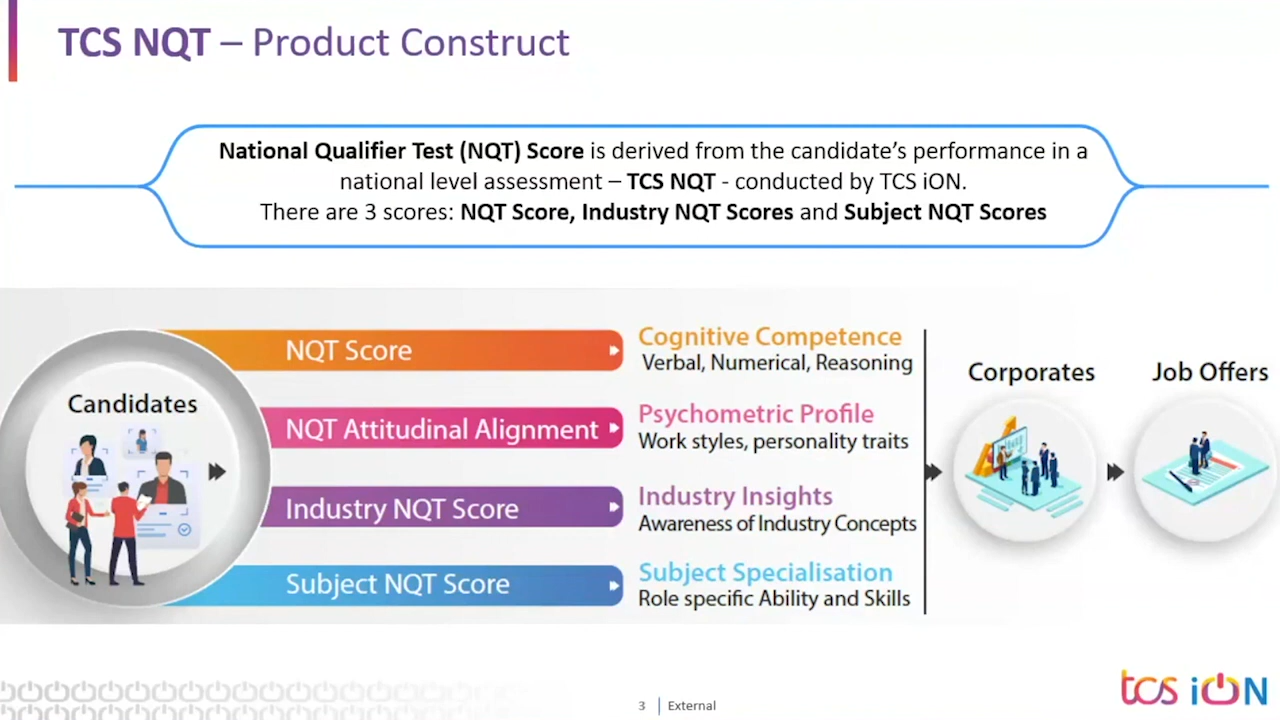 TCS NQT – Product Construct
National Qualifier Test (NQT) Score is derived from the candidate's performance in a
national level assessment – TCS NQT - conducted by TCS iON.
There are 3 scores: NQT Score, Industry NQT Scores and Subject NQT Scores
Candidates
NQT Score
Cognitive Competence
Verbal, Numerical, Reasoning
NQT Attitudinal Alignment
Psychometric Profile
Work styles, personality traits
Industry NQT Score
Industry Insights
Awareness of Industry Concepts
Subject NQT Score
Subject Specialisation
Role specific Ability and Skills
Corporates
Job Offers
3 | External
tcs iON